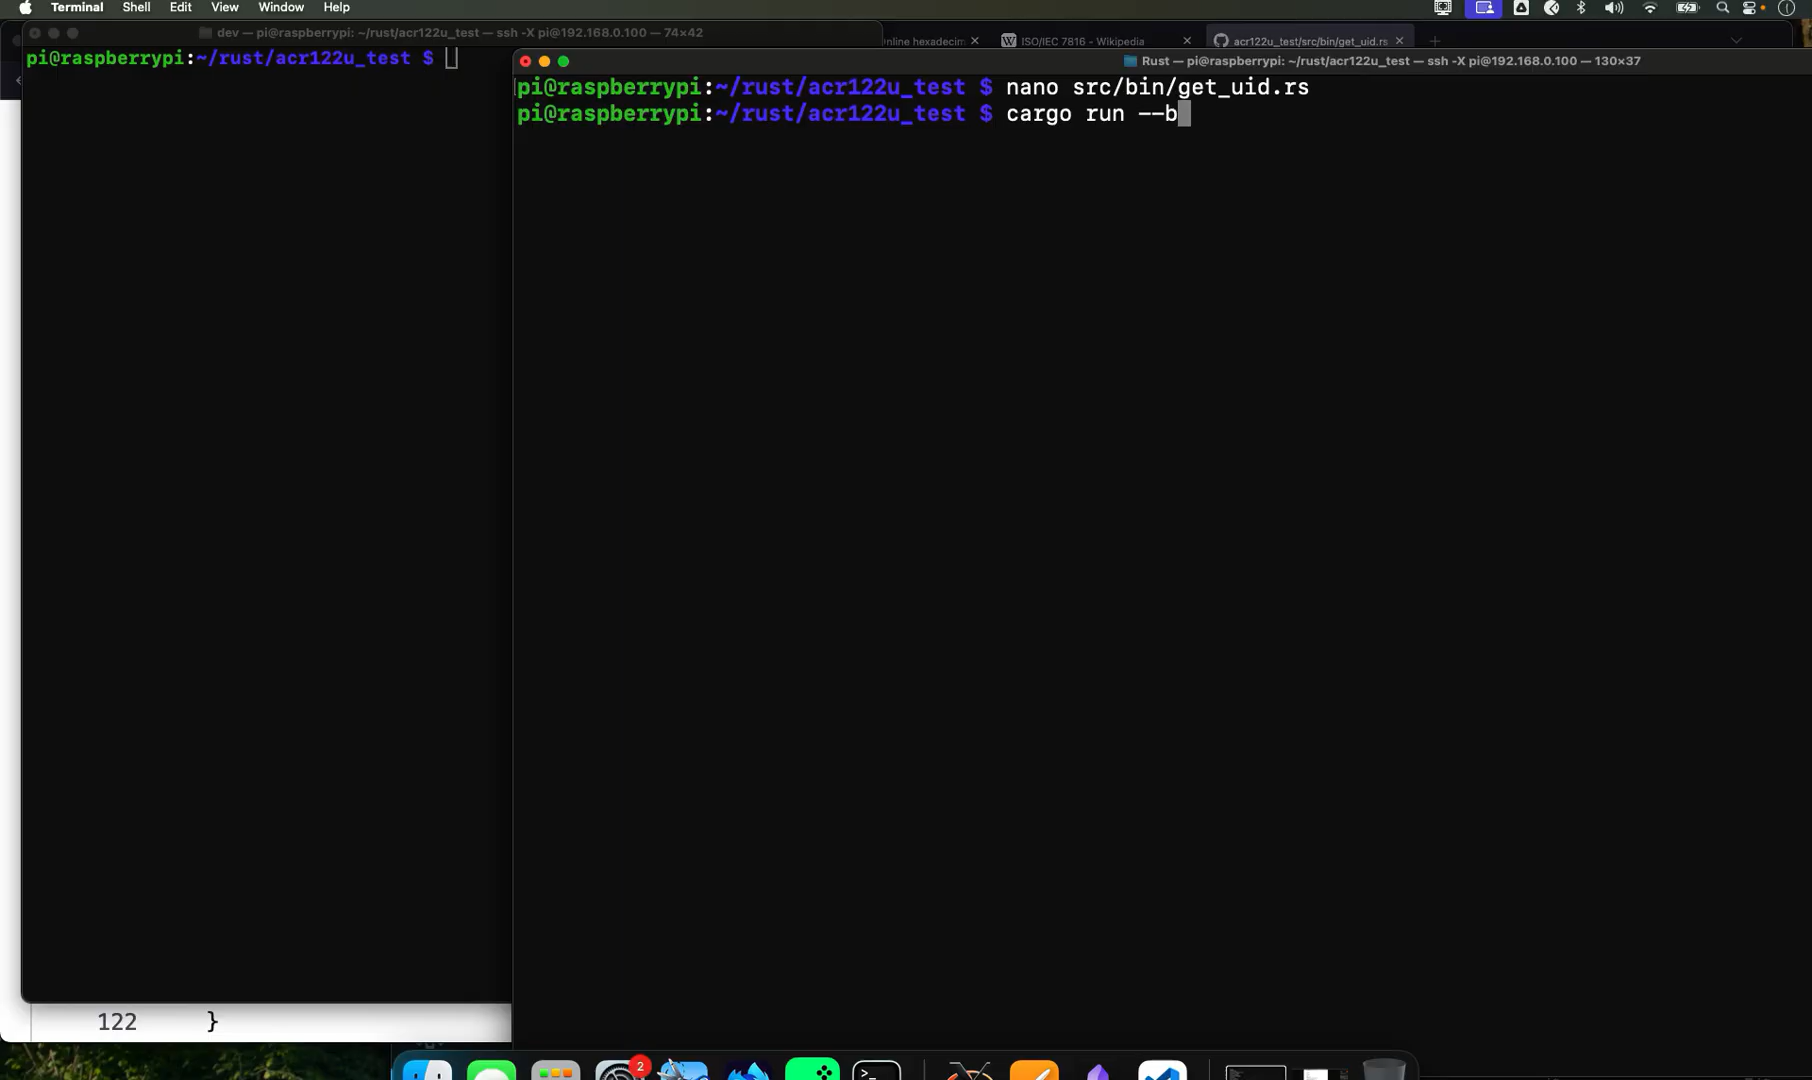 Terminal Shell Edit View Window Help
dev — pi@raspberrypi: ~/rust/acr122u_test — ssh -X pi@192.168.0.100 — 74×42
nline hexadecim
ISO/IEC 7816 - Wikipedia
acr122u_test/src/bin/get_uid.rs
pi@raspberrypi:~/rust/acr122u_test $
Rust — pi@raspberrypi: ~/rust/acr122u_test — ssh -X pi@192.168.0.100 — 130×37
pi@raspberrypi:~/rust/acr122u_test $ nano src/bin/get_uid.rs
pi@raspberrypi:~/rust/acr122u_test $ cargo run --b
122 }
2